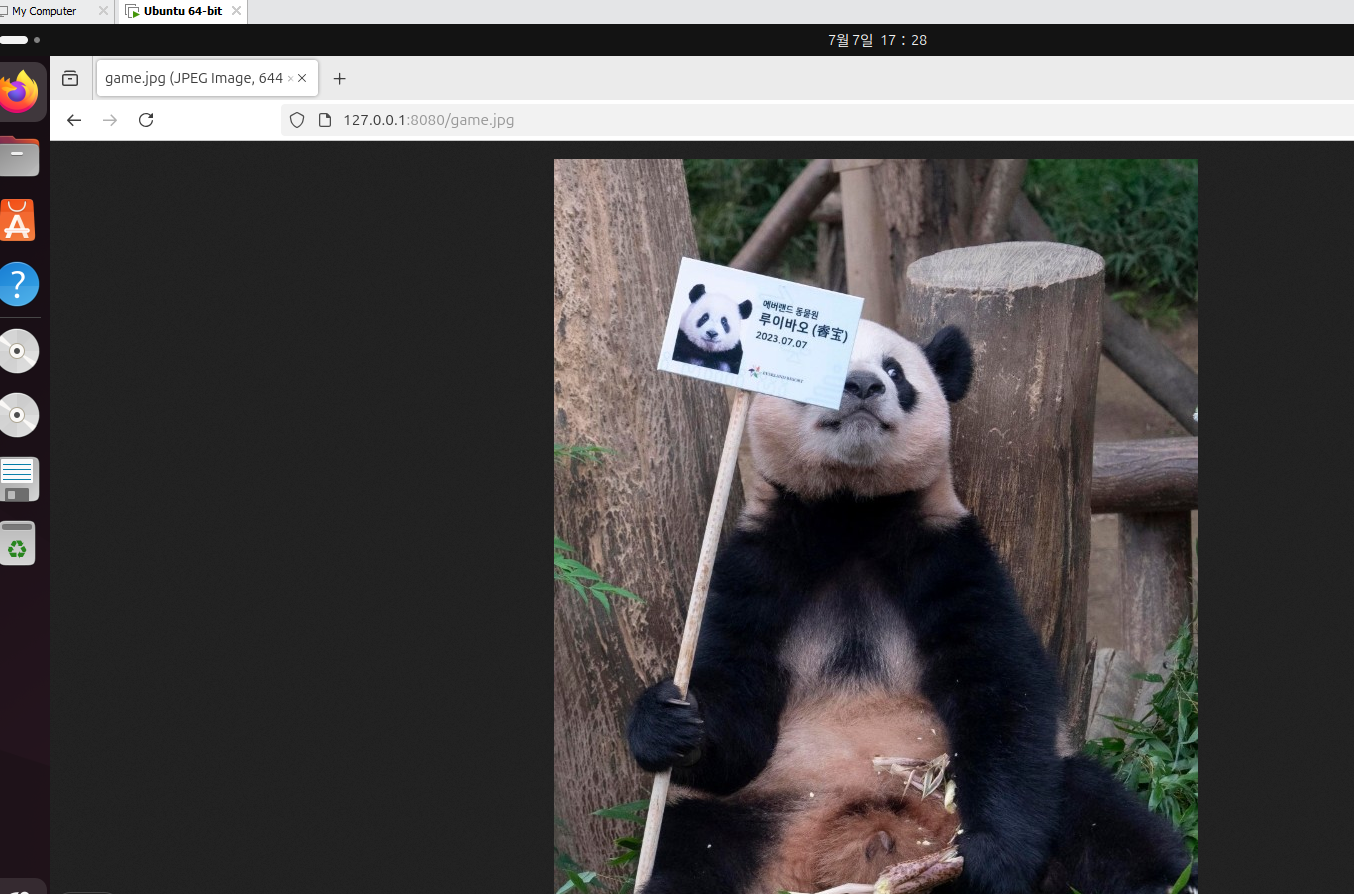 My Computer
Ubuntu 64-bit
7월 7일 17 : 28
game.jpg (JPEG Image, 644
127.0.0.1:8080/game.jpg
에버랜드 동물원
루이바오 (睿宝)
2023.07.07
EVERLAND RESORT